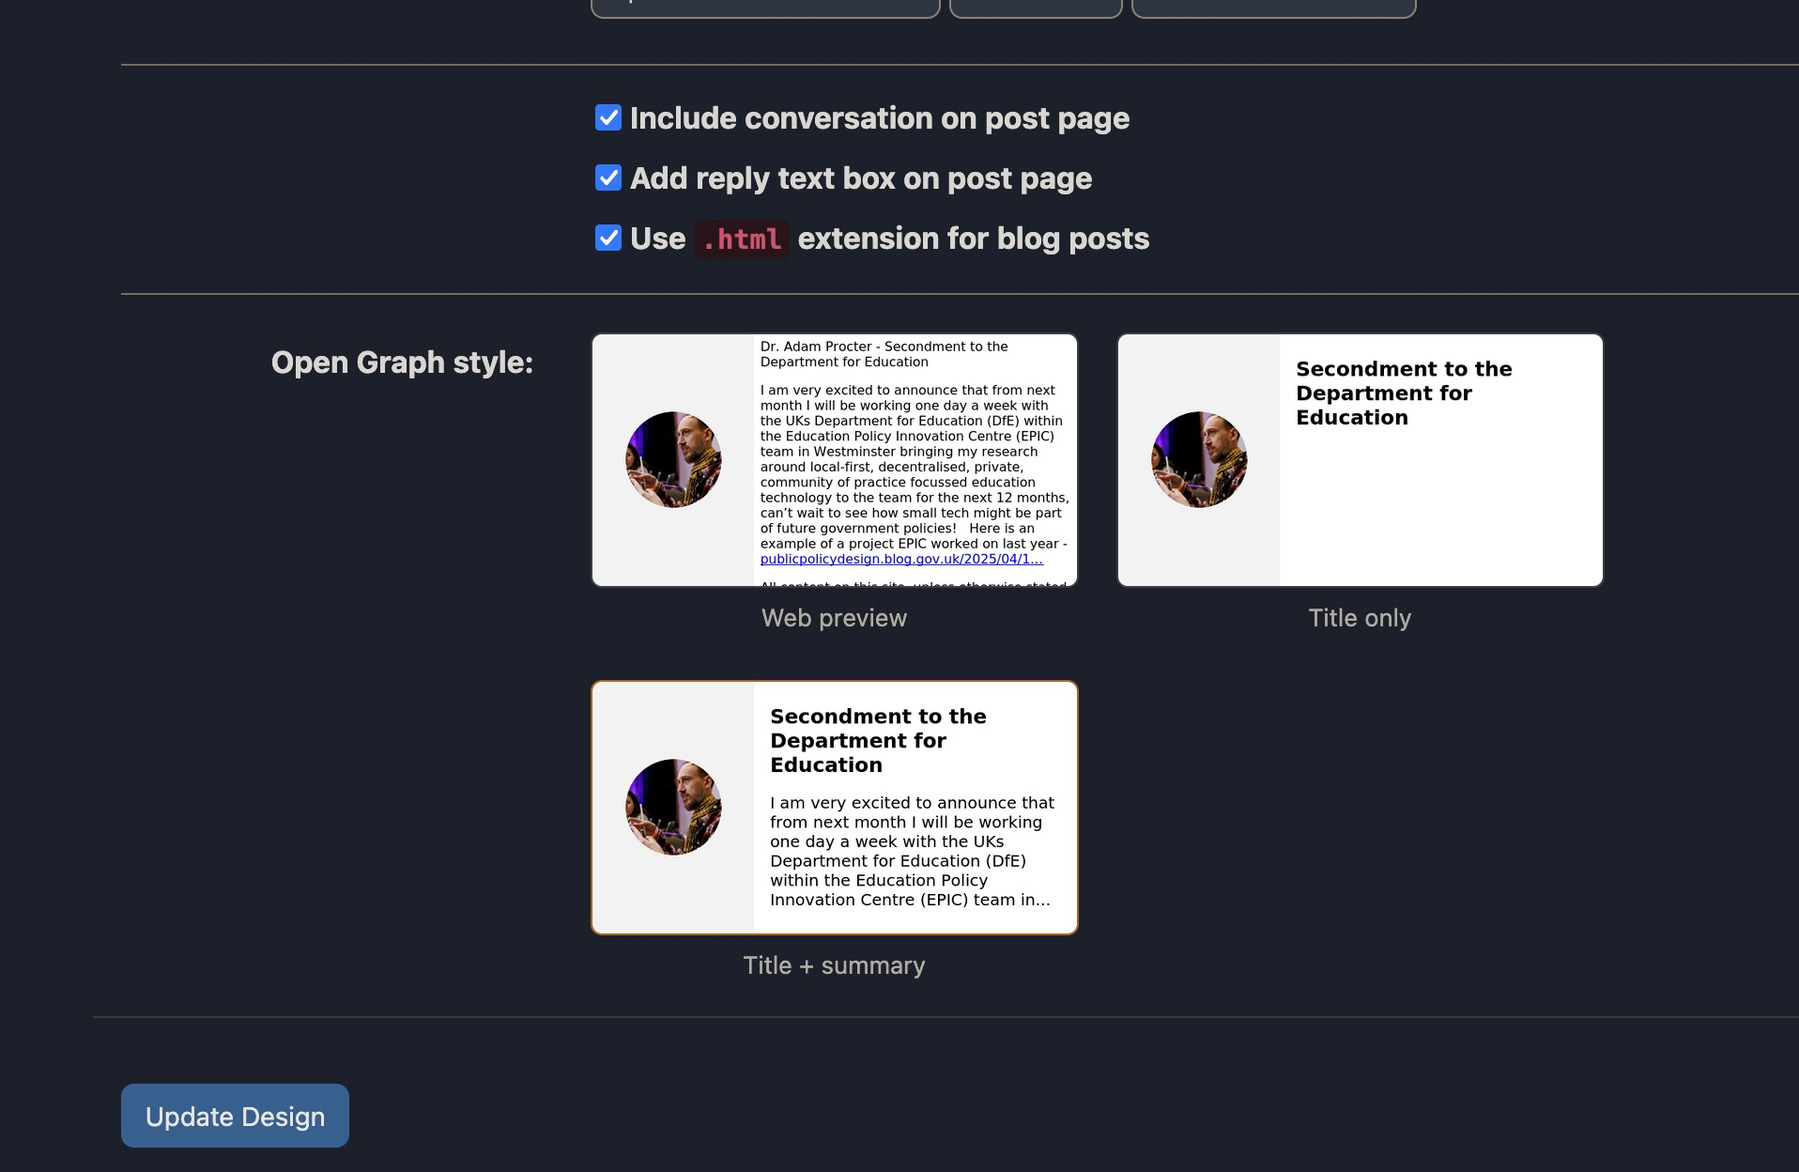 Include conversation on post page
Add reply text box on post page
Use .html extension for blog posts
Open Graph style:
Dr. Adam Procter - Secondment to the
Department for Education
I am very excited to announce that from next
month I will be working one day a week with
the UKs Department for Education (DfE) within
the Education Policy Innovation Centre (EPIC)
team in Westminster bringing my research
around local-first, decentralised, private,
community of practice focussed education
technology to the team for the next 12 months,
can’t wait to see how small tech might be part
of future government policies!   Here is an
example of a project EPIC worked on last year -
publicpolicydesign.blog.gov.uk/2025/04/1...
All content on this site, unless otherwise stated
Web preview
Secondment to the
Department for
Education
Title only
Secondment to the
Department for
Education
I am very excited to announce that
from next month I will be working
one day a week with the UKs
Department for Education (DfE)
within the Education Policy
Innovation Centre (EPIC) team in...
Title + summary
Update Design